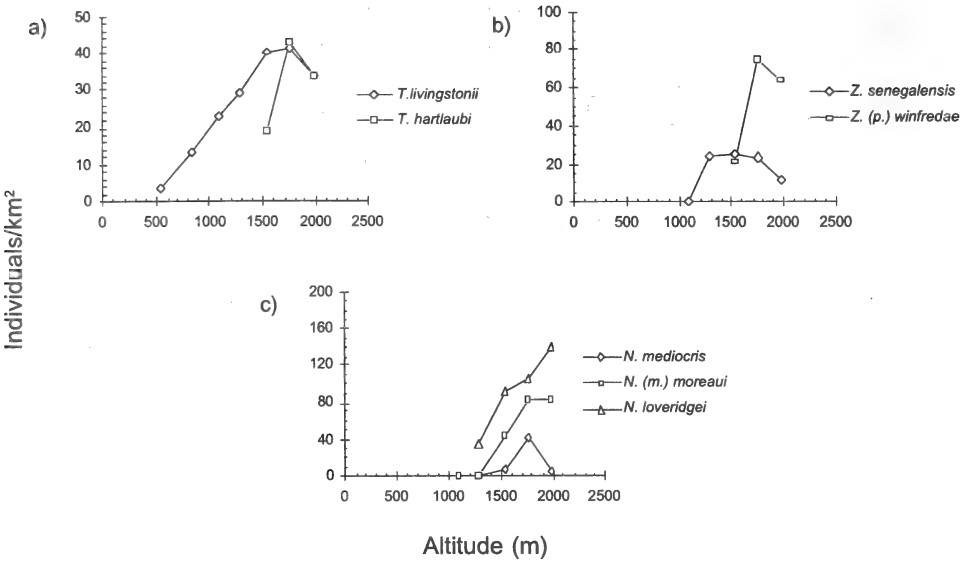 a)
50
40
30
20
10
0
0 500 1000 1500 2000 2500
T.livingstonii
T. hartlaubi
b)
100
80
60
40
20
0
0 500 1000 1500 2000 2500
Z. senegalensis
Z. (p.) winfredae
Individuals/km²
c)
200
160
120
80
40
0
0 500 1000 1500 2000 2500
N. mediocris
N. (m.) moreaui
N. loveridgei
Altitude (m)